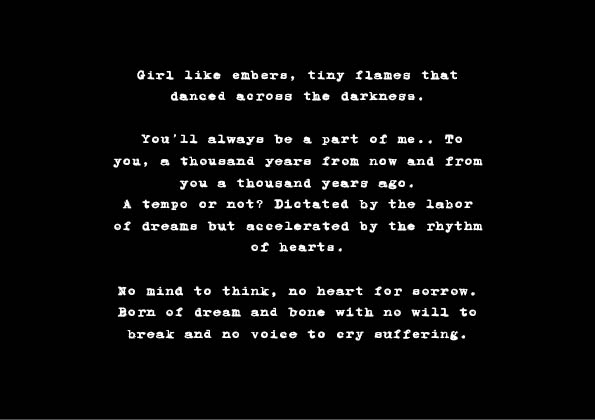 Girl like embers, tiny flames that
danced across the darkness.
You'll always be a part of me.. To
you, a thousand years from now and from
you a thousand years ago.
A tempo or not? Dictated by the labor
of dreams but accelerated by the rhythm
of hearts.
No mind to think, no heart for sorrow.
Born of dream and bone with no will to
break and no voice to cry suffering.